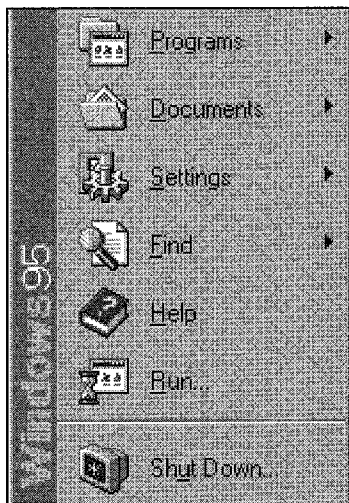 Programs
Documents
Settings
Find
Help
Run...
Shut Down...
Windows95